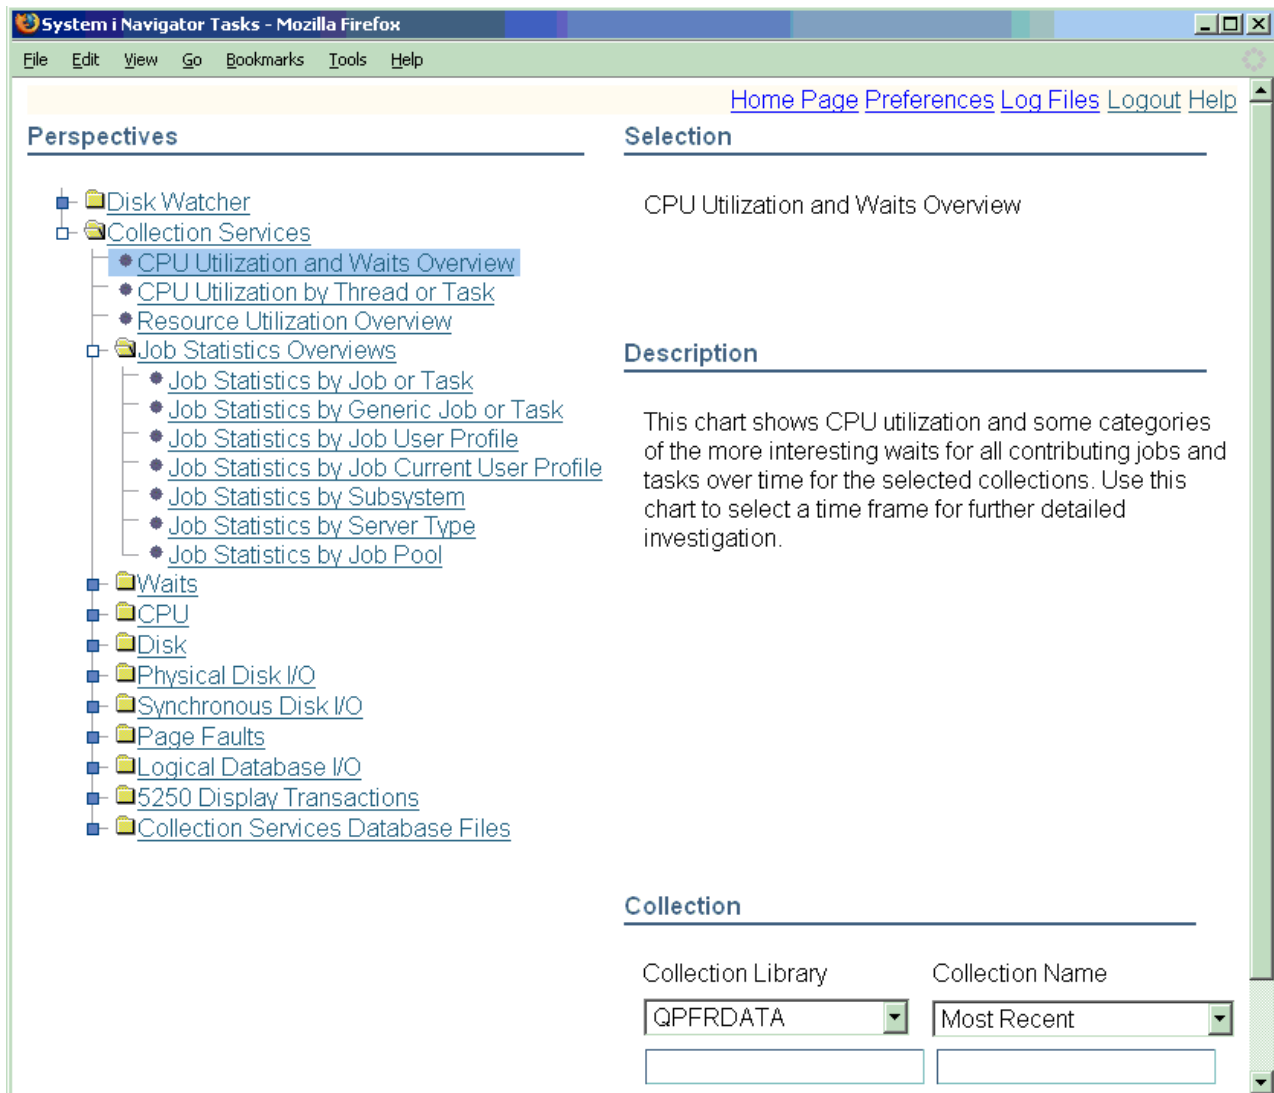 System i Navigator Tasks - Mozilla Firefox
File Edit View Go Bookmarks Tools Help
Home Page Preferences Log Files Logout Help
Perspectives
Disk Watcher
Collection Services
CPU Utilization and Waits Overview
CPU Utilization by Thread or Task
Resource Utilization Overview
Job Statistics Overviews
Job Statistics by Job or Task
Job Statistics by Generic Job or Task
Job Statistics by Job User Profile
Job Statistics by Job Current User Profile
Job Statistics by Subsystem
Job Statistics by Server Type
Job Statistics by Job Pool
Waits
CPU
Disk
Physical Disk I/O
Synchronous Disk I/O
Page Faults
Logical Database I/O
5250 Display Transactions
Collection Services Database Files
Selection
CPU Utilization and Waits Overview
Description
This chart shows CPU utilization and some categories
of the more interesting waits for all contributing jobs and
tasks over time for the selected collections. Use this
chart to select a time frame for further detailed
investigation.
Collection
Collection Library Collection Name
QPFRDATA Most Recent